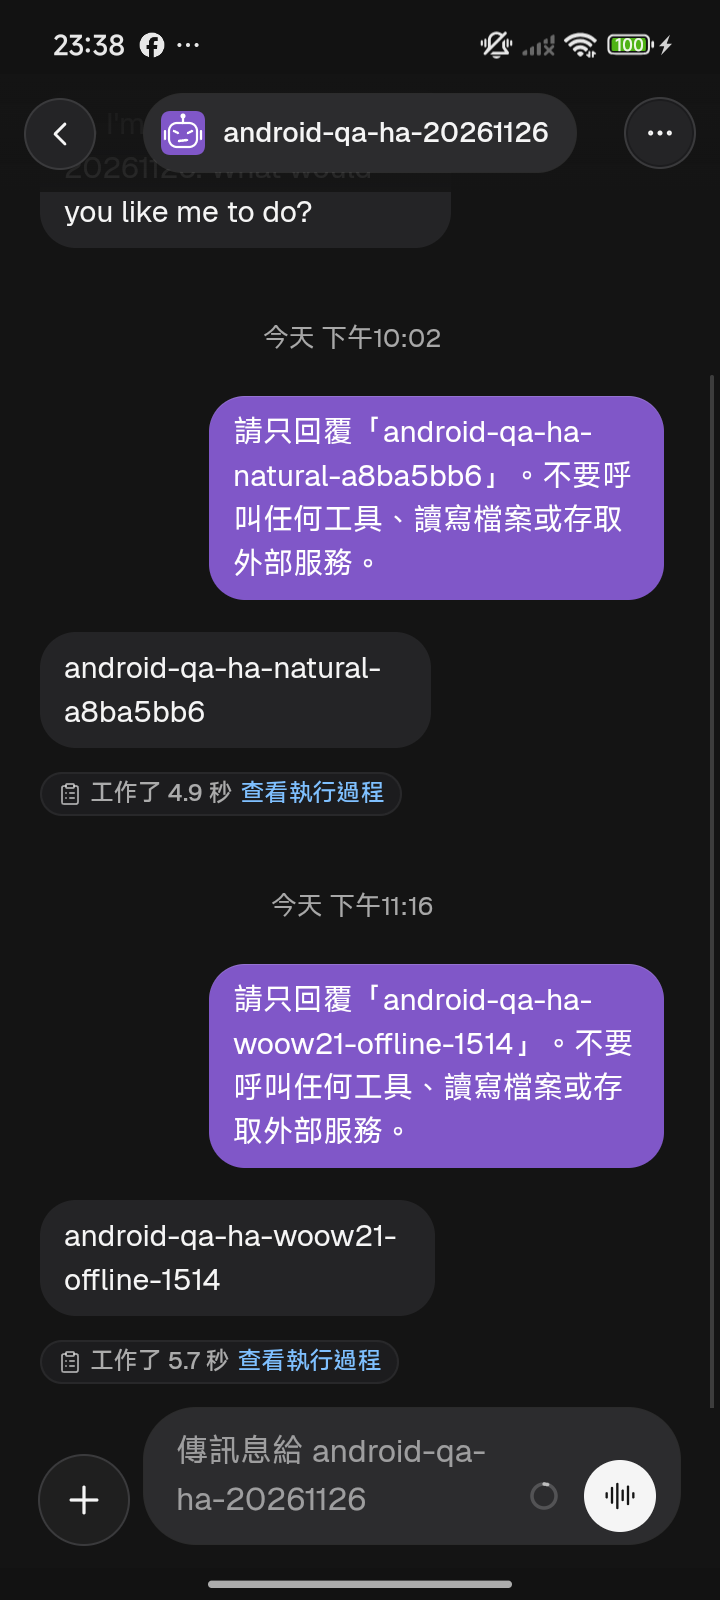 23:38
100
android-qa-ha-20261126
I'm
20261126. What would
you like me to do?
今天 下午10:02
請只回覆「android-qa-ha-
natural-a8ba5bb6」。不要呼
叫任何工具、讀寫檔案或存取
外部服務。
android-qa-ha-natural-
a8ba5bb6
工作了 4.9 秒 查看執行過程
今天 下午11:16
請只回覆「android-qa-ha-
woow21-offline-1514」。不要
呼叫任何工具、讀寫檔案或存
取外部服務。
android-qa-ha-woow21-
offline-1514
工作了 5.7 秒 查看執行過程
傳訊息給 android-qa-
ha-20261126